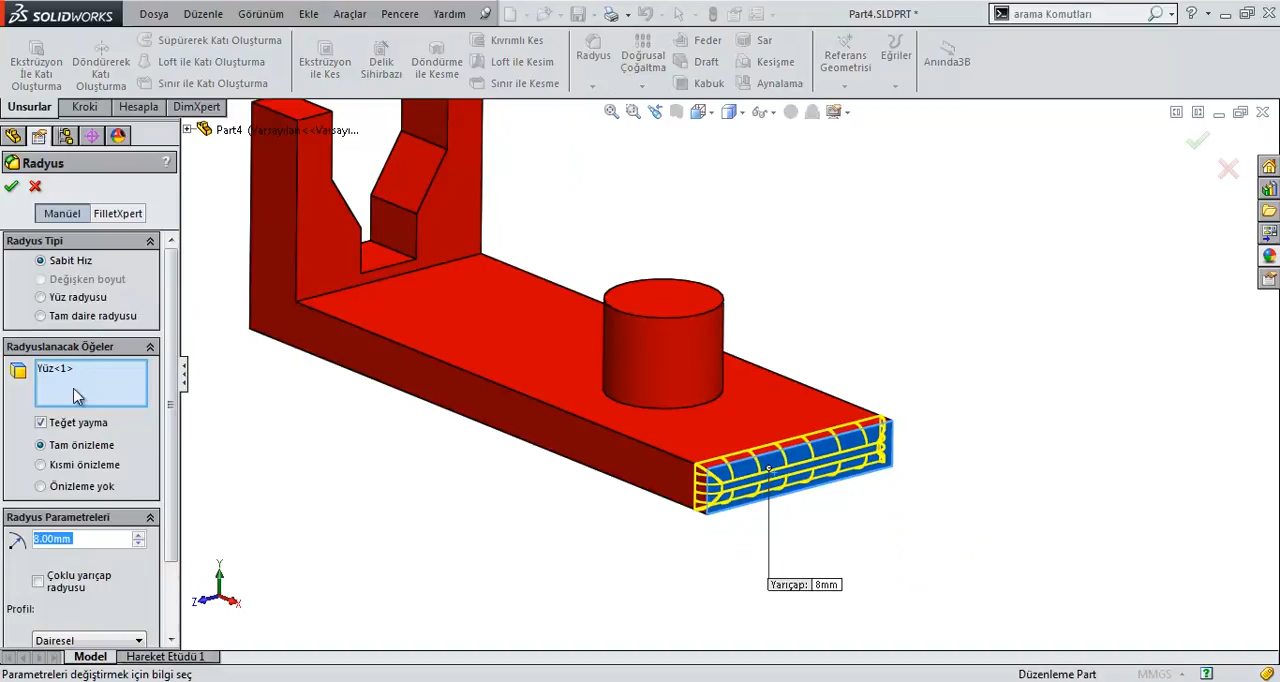 SOLIDWORKS Dosya Düzenle Görünüm Ekle Araçlar Pencere Yardım Part4.SLDPRT * arama Komutları
Ekstrüzyon İle Katı Oluşturma
Döndürerek Katı Oluşturma
Süpürerek Katı Oluştur
Loft ile Katı Oluşturma
Sınır ile Katı Oluşturma
Ekstrüzyon ile Kes
Delik Sihirbazı
Döndürme ile Kesme
Kıvrımlı Kes
Loft ile Kesim
Sınır ile Kesme
Radyus
Doğrusal Çoğaltma
Feder
Draft
Kabuk
Sar
Kesişme
Aynalama
Referans Geometrisi
Eğriler
Anında3B
Unsurlar Kroki Hesapla DimXpert
Part4 (Varsayılan<<Varsayı...
Radyus ?
Manüel FilletXpert
Radyus Tipi
Sabit Hız
Değişken boyut
Yüz radyusu
Tam daire radyusu
Radyuslanacak Öğeler
Yüz<1>
Teğet yayma
Tam önizleme
Kısmi önizleme
Önizleme yok
Radyus Parametreleri
8.00mm
Çoklu yarıçap radyusu
Profil:
Dairesel
Yarıçap: 8mm
Y
Z X
Model Hareket Etüdü 1
Parametreleri değiştirmek için bilgi seç Düzenleme Part MMGS